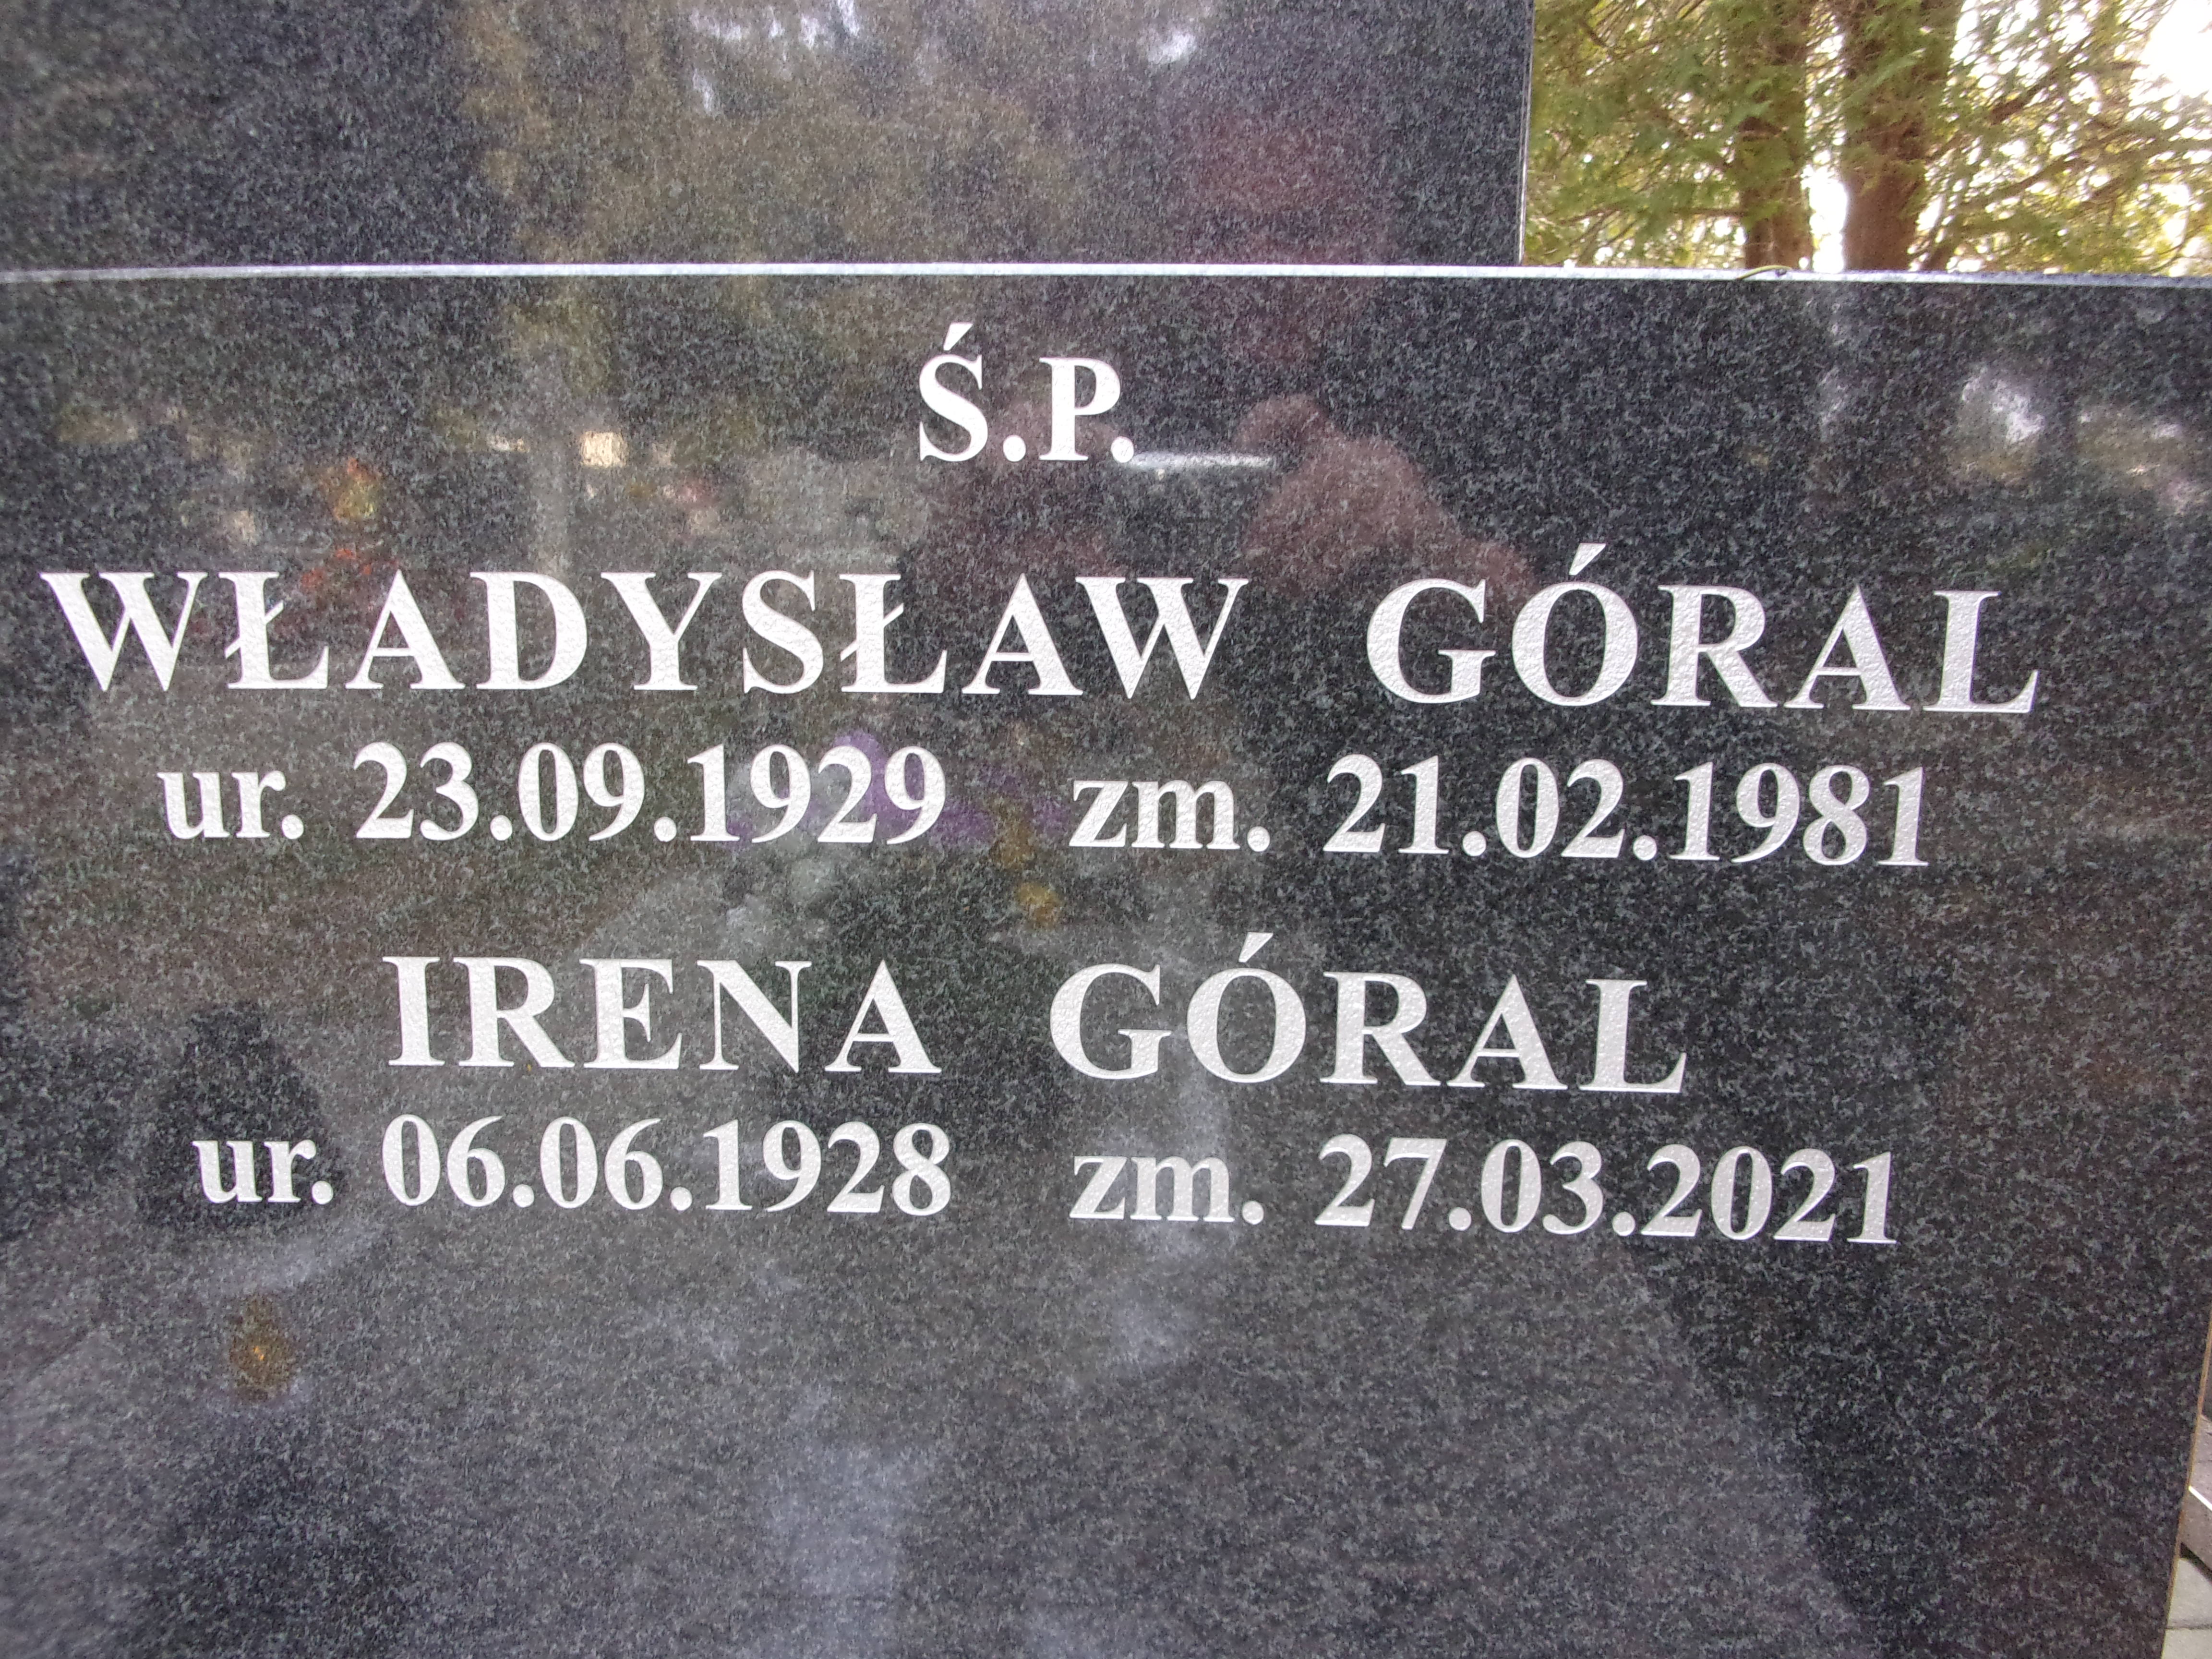 Ś.P.
WŁADYSŁAW GÓRAL
ur. 23.09.1929 zm. 21.02.1981
IRENA GÓRAL
ur. 06.06.1928 zm. 27.03.2021